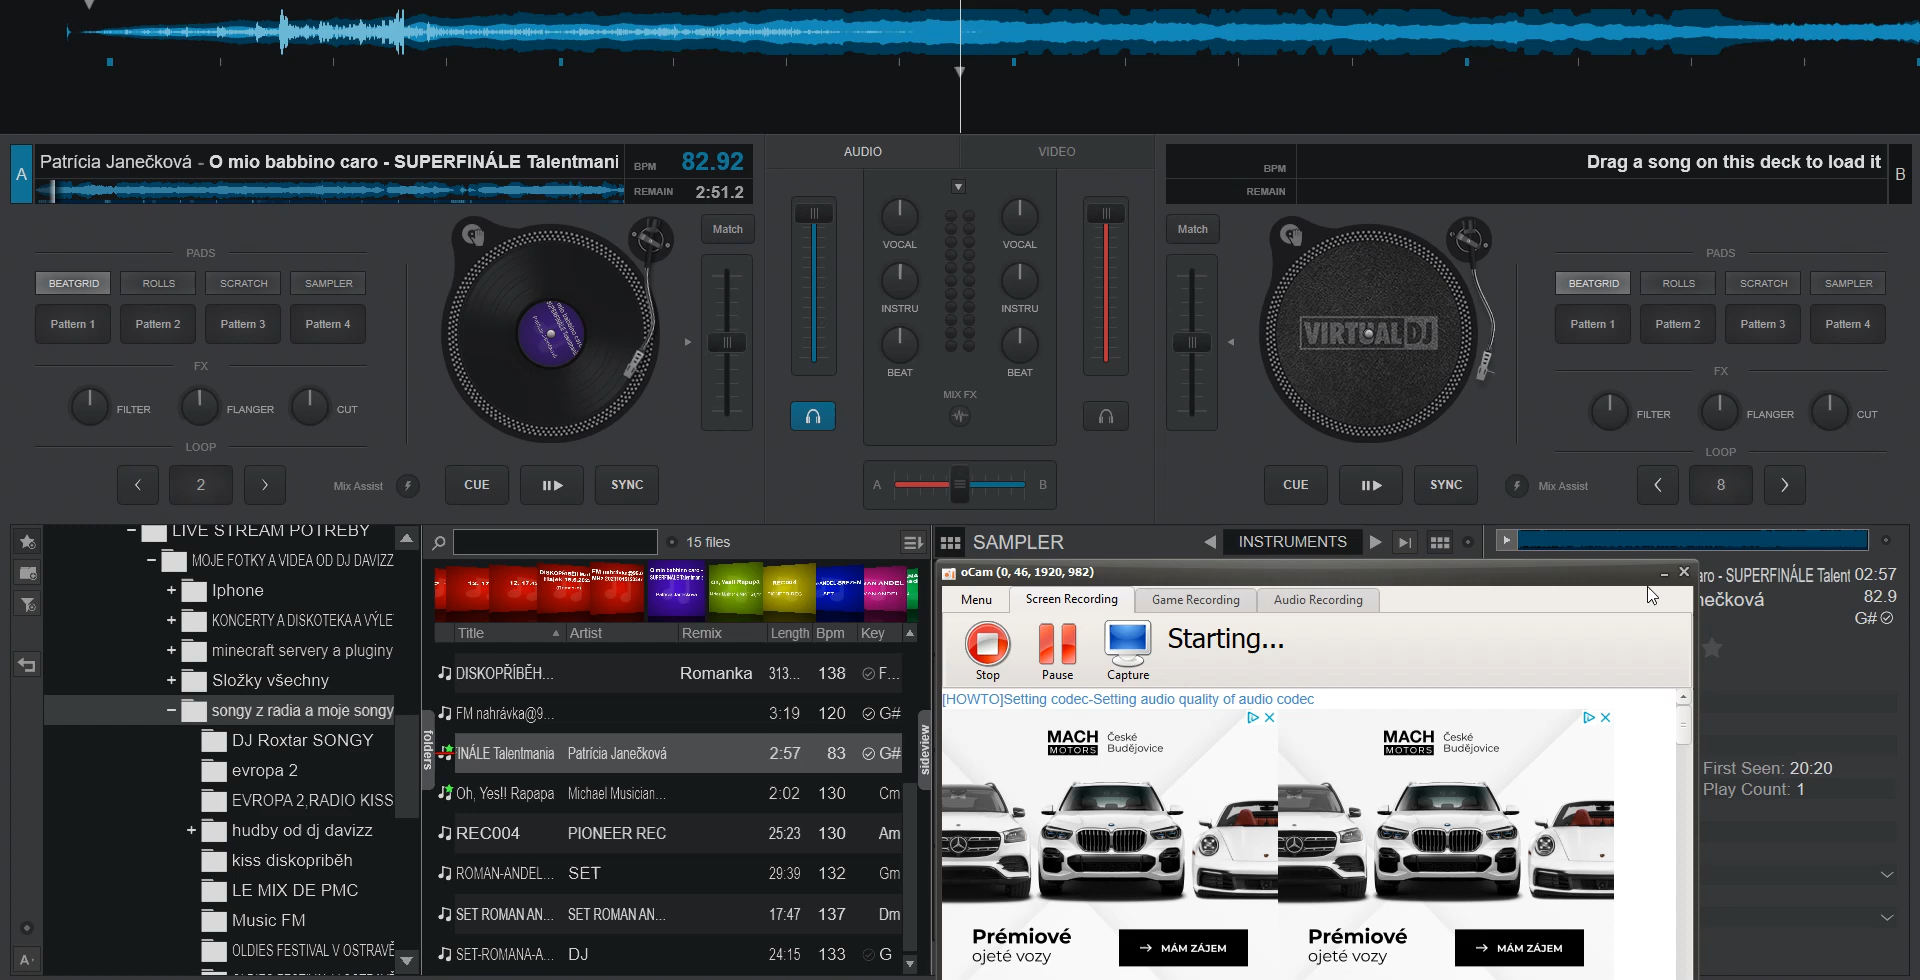 A
Patrícia Janečková - O mio babbino caro - SUPERFINÁLE Talentmani
BPM 82.92
REMAIN 2:51.2
AUDIO
VIDEO
BPM
REMAIN
Drag a song on this deck to load it
B
Match
VOCAL
INSTRU
BEAT
VOCAL
INSTRU
BEAT
MIX FX
A
B
Match
PADS
BEATGRID
ROLLS
SCRATCH
SAMPLER
Pattern 1
Pattern 2
Pattern 3
Pattern 4
FX
FILTER
FLANGER
CUT
LOOP
2
Mix Assist
CUE
SYNC
VIRTUAL DJ
PADS
BEATGRID
ROLLS
SCRATCH
SAMPLER
Pattern 1
Pattern 2
Pattern 3
Pattern 4
FX
FILTER
FLANGER
CUT
LOOP
CUE
SYNC
Mix Assist
8
LIVE STREAM POTREBY
MOJE FOTKY A VIDEA OD DJ DAVIZZ
Iphone
KONCERTY A DISKOTEKA A VÝLE
minecraft servery a pluginy
Složky všechny
songy z radia a moje songy
DJ Roxtar SONGY
evropa 2
EVROPA 2,RADIO KISS
hudby od dj davizz
kiss diskopriběh
LE MIX DE PMC
Music FM
OLDIES FESTIVAL V OSTRAVĚ
folders
15 files
Title Artist Remix Length Bpm Key
DISKOPŘÍBĚH... Romanka 313... 138 F...
FM nahrávka@9... 3:19 120 G#
INÁLE Talentmania Patrícia Janečková 2:57 83 G#
Oh, Yes!! Rapapa Michael Musician... 2:02 130 Cm
REC004 PIONEER REC 25:23 130 Am
ROMAN-ANDEL... SET 29:39 132 Gm
SET ROMAN AN... SET ROMAN AN... 17:47 137 Dm
SET-ROMANA-A... DJ 24:15 133 G
sideview
SAMPLER
INSTRUMENTS
oCam (0, 46, 1920, 982)
Menu
Screen Recording
Game Recording
Audio Recording
Stop
Pause
Capture
Starting...
[HOWTO]Setting codec-Setting audio quality of audio codec
MACH MOTORS
České Budějovice
Prémiové
ojeté vozy
MÁM ZÁJEM
MACH MOTORS
České Budějovice
Prémiové
ojeté vozy
MÁM ZÁJEM
aro - SUPERFINÁLE Talent 02:57
nečková 82.9
G#
First Seen: 20:20
Play Count: 1